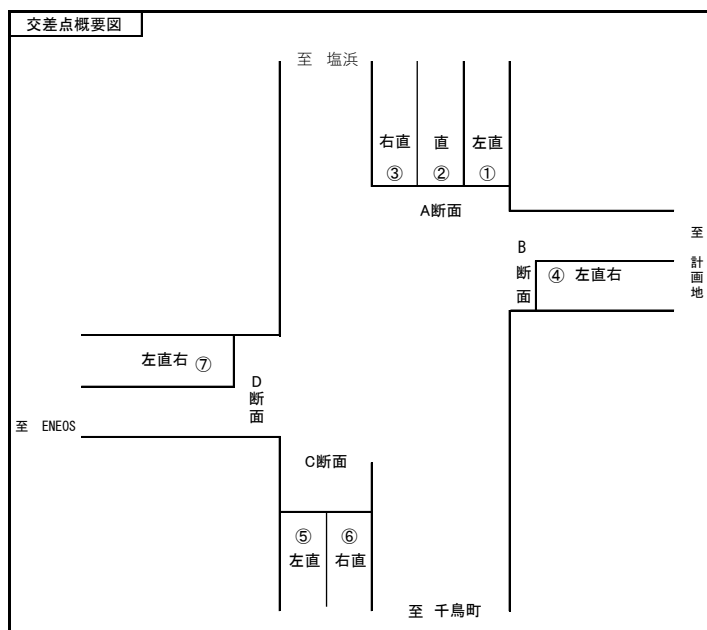 交差点概要図
至 塩浜
右直 直 左直
③ ② ①
A断面
至 計画地
B断面
④ 左直右
左直右 ⑦
D断面
至 ENEOS
C断面
⑤ ⑥
左直 右直
至 千鳥町